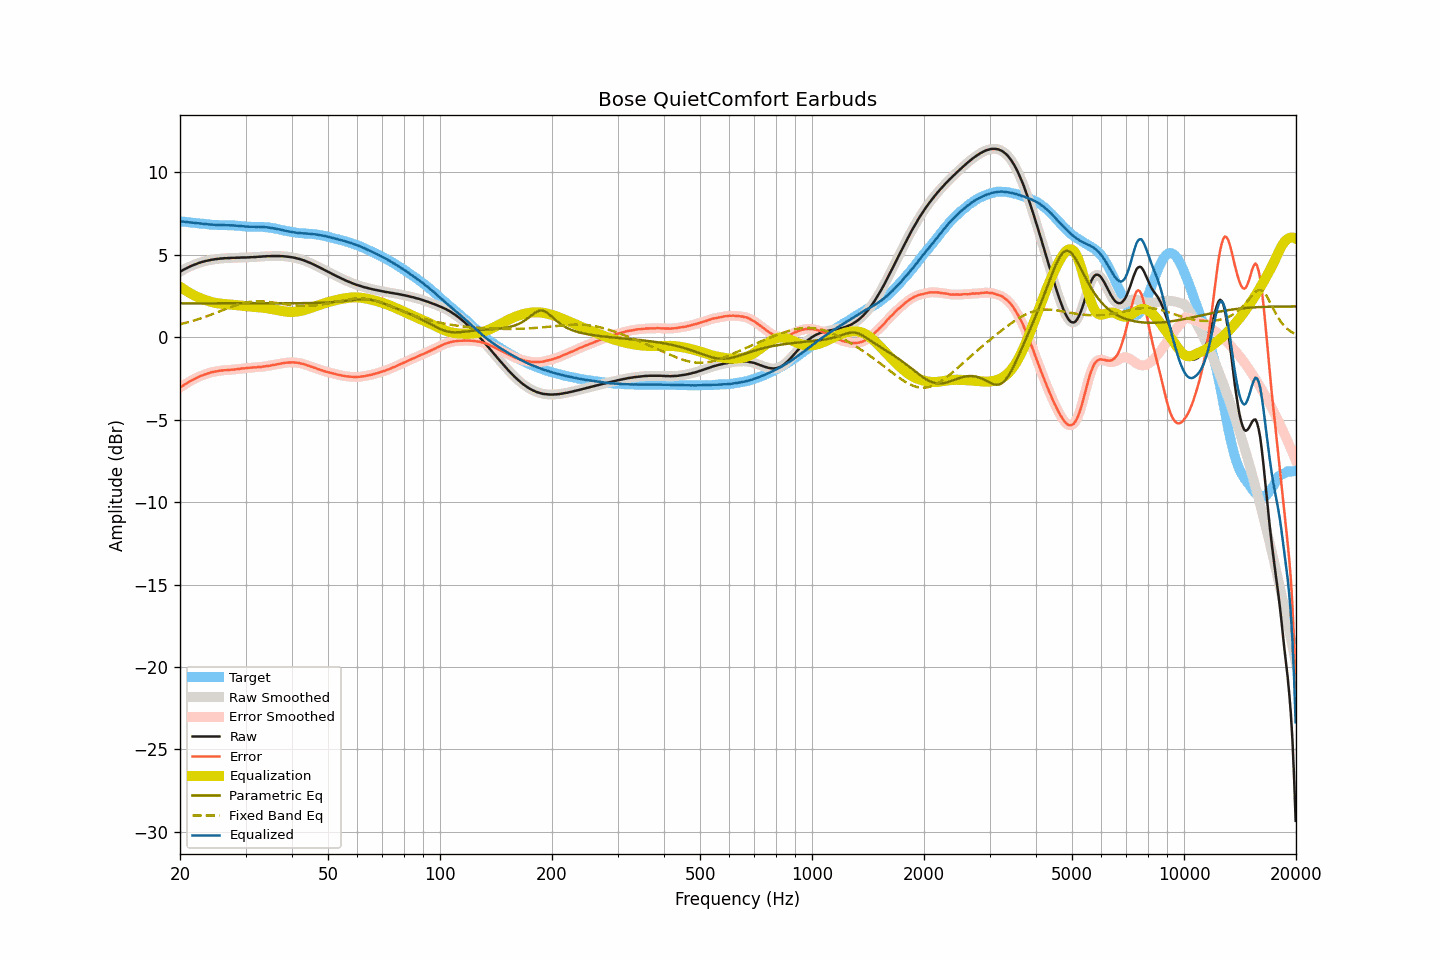 Bose QuietComfort Earbuds
Amplitude (dBr)
10
5
0
−5
−10
−15
−20
−25
−30
Target
Raw Smoothed
Error Smoothed
Raw
Error
Equalization
Parametric Eq
Fixed Band Eq
Equalized
20 50 100 200 500 1000 2000 5000 10000 20000
Frequency (Hz)